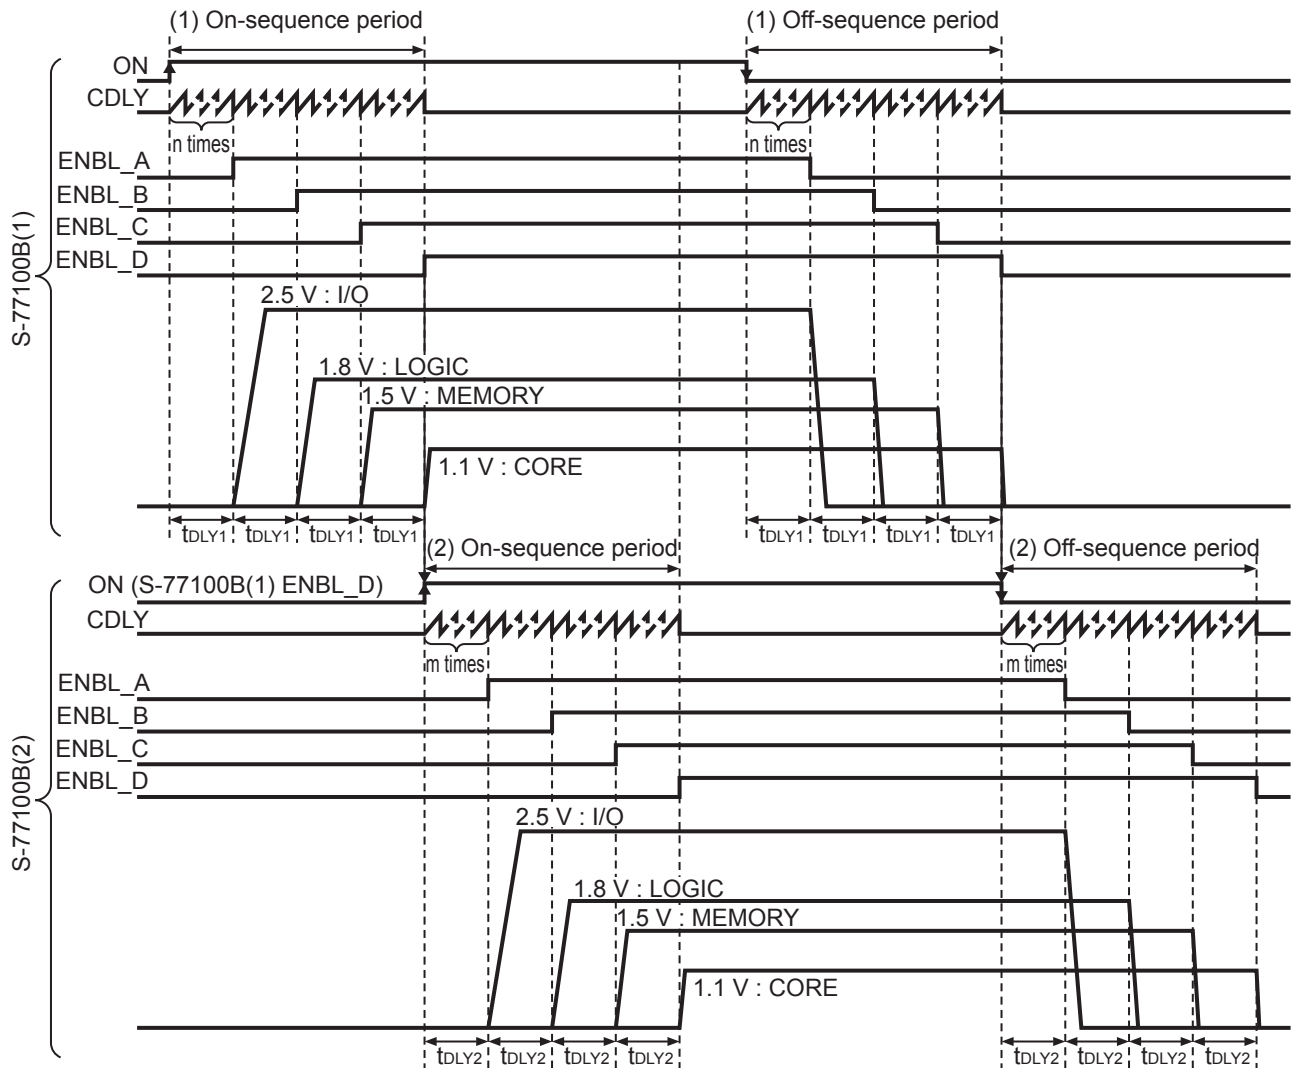 (1) On-sequence period
(1) Off-sequence period
ON
CDLY
n times
n times
ENBL_A
ENBL_B
ENBL_C
ENBL_D
S-77100B(1)
2.5 V : I/O
1.8 V : LOGIC
1.5 V : MEMORY
1.1 V : CORE
tDLY1 tDLY1 tDLY1 tDLY1
tDLY1 tDLY1 tDLY1 tDLY1
(2) On-sequence period
(2) Off-sequence period
ON (S-77100B(1) ENBL_D)
CDLY
m times
m times
ENBL_A
ENBL_B
ENBL_C
ENBL_D
S-77100B(2)
2.5 V : I/O
1.8 V : LOGIC
1.5 V : MEMORY
1.1 V : CORE
tDLY2 tDLY2 tDLY2 tDLY2
tDLY2 tDLY2 tDLY2 tDLY2